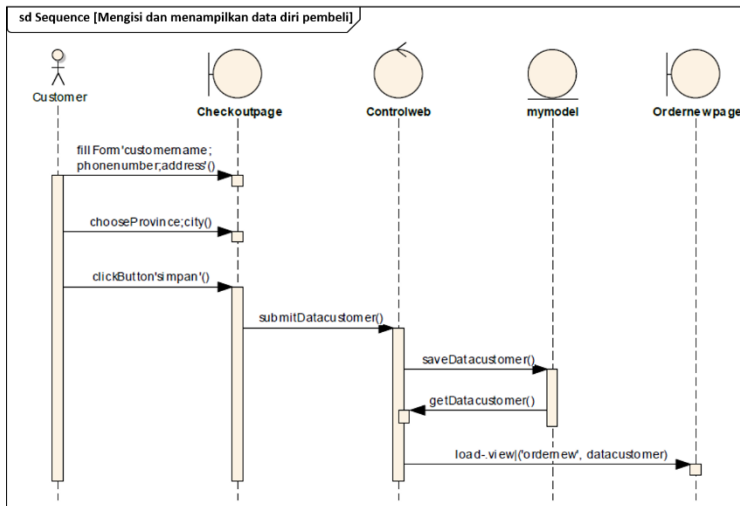 sd Sequence [Mengisi dan menampilkan data diri pembeli]
Customer
Checkoutpage
Controlweb
mymodel
Ordernewpage
fillForm'customername;
phonenumber;address'()
chooseProvince;city()
clickButton'simpan'()
submitDatacustomer()
saveDatacustomer()
getDatacustomer()
load-.view|('ordernew', datacustomer)